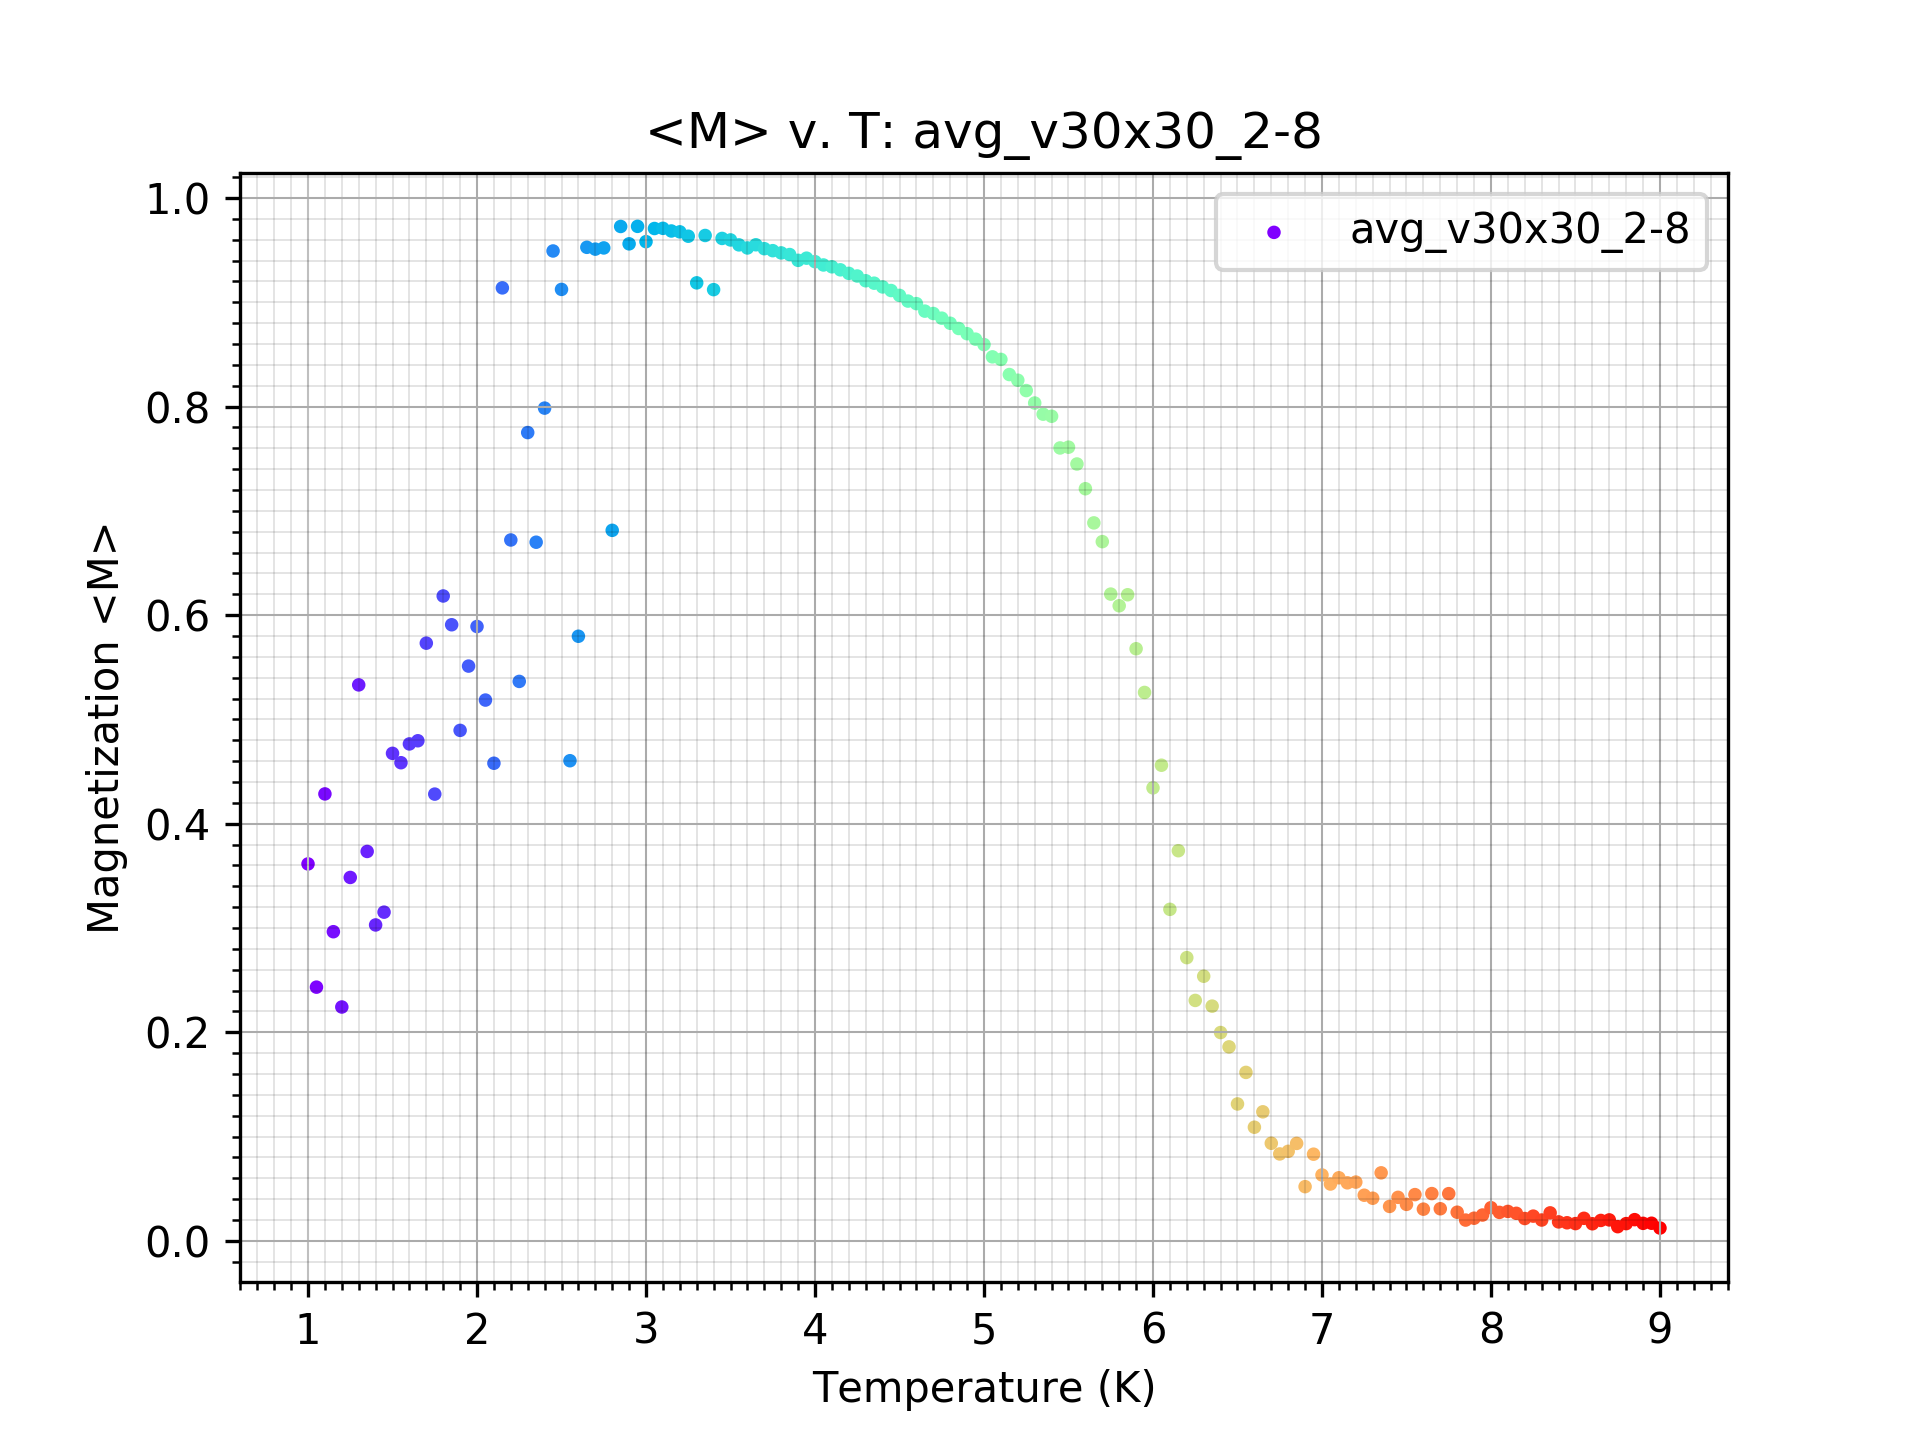 <M> v. T: avg_v30x30_2-8
avg_v30x30_2-8
Magnetization <M>
1.0
0.8
0.6
0.4
0.2
0.0
1 2 3 4 5 6 7 8 9
Temperature (K)